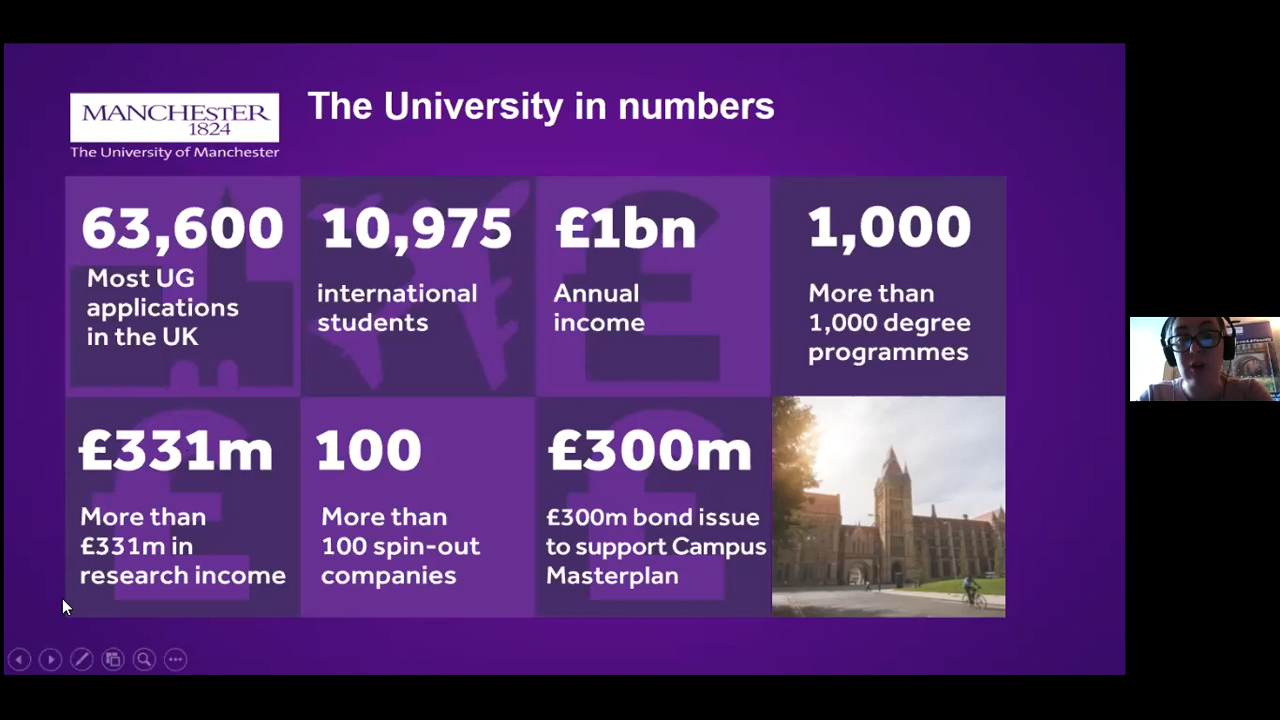 MANCHESTER
1824
The University of Manchester
The University in numbers
63,600
Most UG
applications
in the UK
10,975
international
students
£1bn
Annual
income
1,000
More than
1,000 degree
programmes
£331m
More than
£331m in
research income
100
More than
100 spin-out
companies
£300m
£300m bond issue
to support Campus
Masterplan